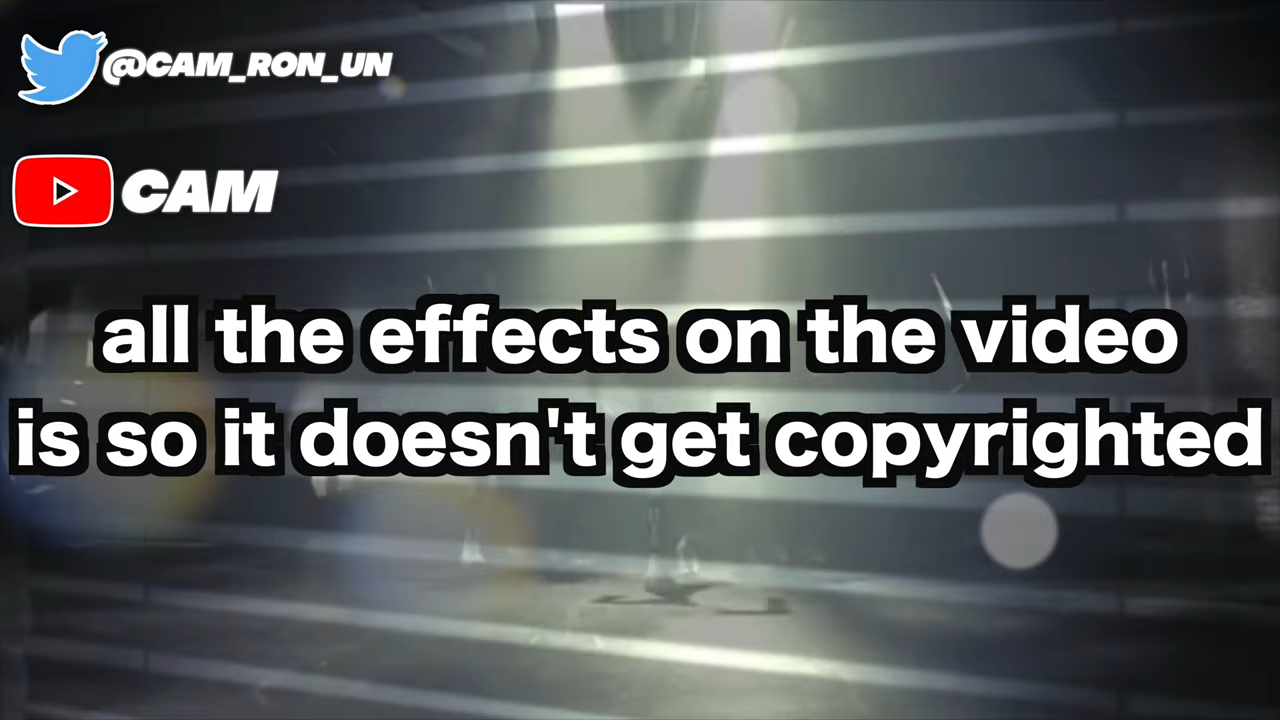 @CAM_RON_UN
CAM
all the effects on the video
is so it doesn't get copyrighted